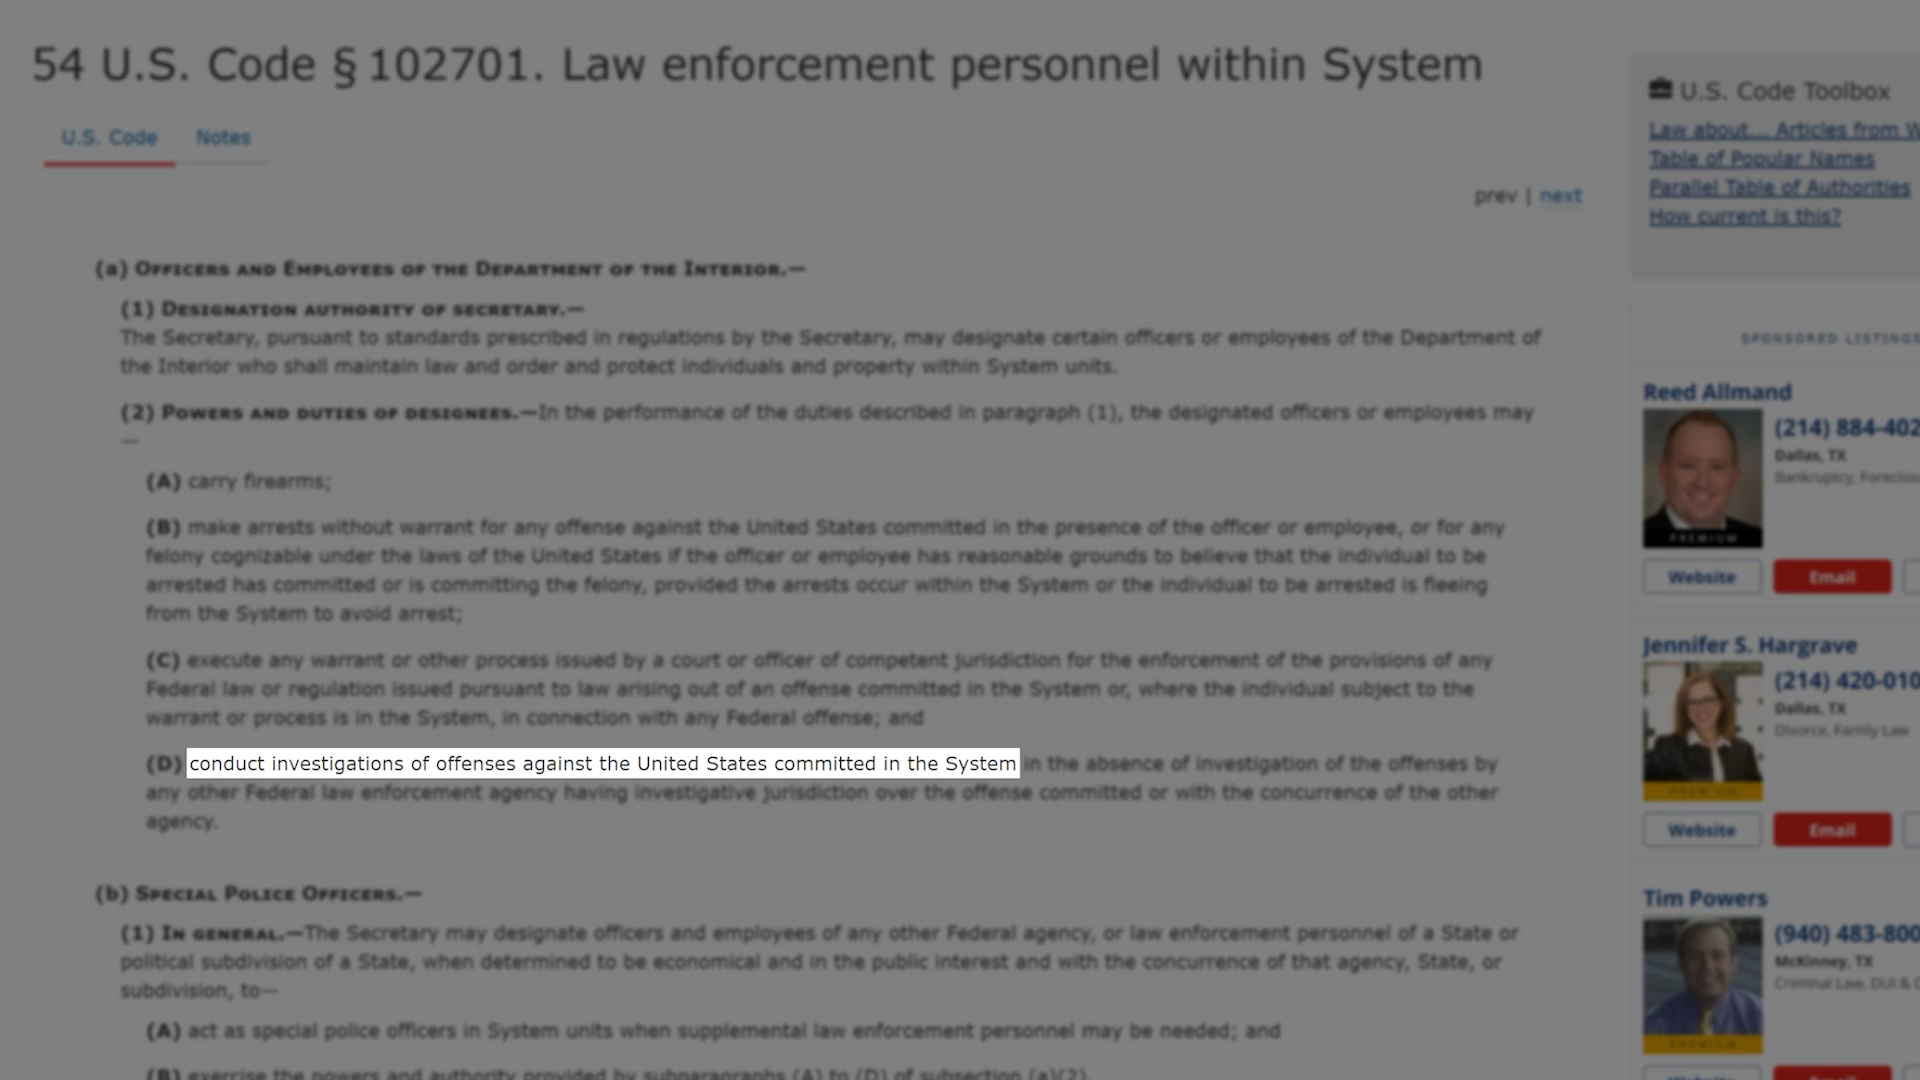 54 U.S. Code § 102701. Law enforcement personnel within System
U.S. Code Notes
prev | next
(a) Officers and Employees of the Department of the Interior.—
(1) Designation authority of secretary.—
The Secretary, pursuant to standards prescribed in regulations by the Secretary, may designate certain officers or employees of the Department of
the Interior who shall maintain law and order and protect individuals and property within System units.
(2) Powers and duties of designees.—In the performance of the duties described in paragraph (1), the designated officers or employees may
—
(A) carry firearms;
(B) make arrests without warrant for any offense against the United States committed in the presence of the officer or employee, or for any
felony cognizable under the laws of the United States if the officer or employee has reasonable grounds to believe that the individual to be
arrested has committed or is committing the felony, provided the arrests occur within the System or the individual to be arrested is fleeing
from the System to avoid arrest;
(C) execute any warrant or other process issued by a court or officer of competent jurisdiction for the enforcement of the provisions of any
Federal law or regulation issued pursuant to law arising out of an offense committed in the System or, where the individual subject to the
warrant or process is in the System, in connection with any Federal offense; and
(D) conduct investigations of offenses against the United States committed in the System in the absence of investigation of the offenses by
any other Federal law enforcement agency having investigative jurisdiction over the offense committed or with the concurrence of the other
agency.
(b) Special Police Officers.—
(1) In general.—The Secretary may designate officers and employees of any other Federal agency, or law enforcement personnel of a State or
political subdivision of a State, when determined to be economical and in the public interest and with the concurrence of that agency, State, or
subdivision, to—
(A) act as special police officers in System units when supplemental law enforcement personnel may be needed; and
(B) exercise the powers and authority provided by subparagraphs (A) to (D) of subsection (a)(2).
U.S. Code Toolbox
Law about... Articles from W
Table of Popular Names
Parallel Table of Authorities
How current is this?
SPONSORED LISTINGS
Reed Allmand
(214) 884-402
Dallas, TX
Bankruptcy, Foreclos
PREMIUM
Website Email
Jennifer S. Hargrave
(214) 420-010
Dallas, TX
Divorce, Family Law
PREMIUM
Website Email
Tim Powers
(940) 483-800
McKinney, TX
Criminal Law, DUI & D
PREMIUM
Website Email